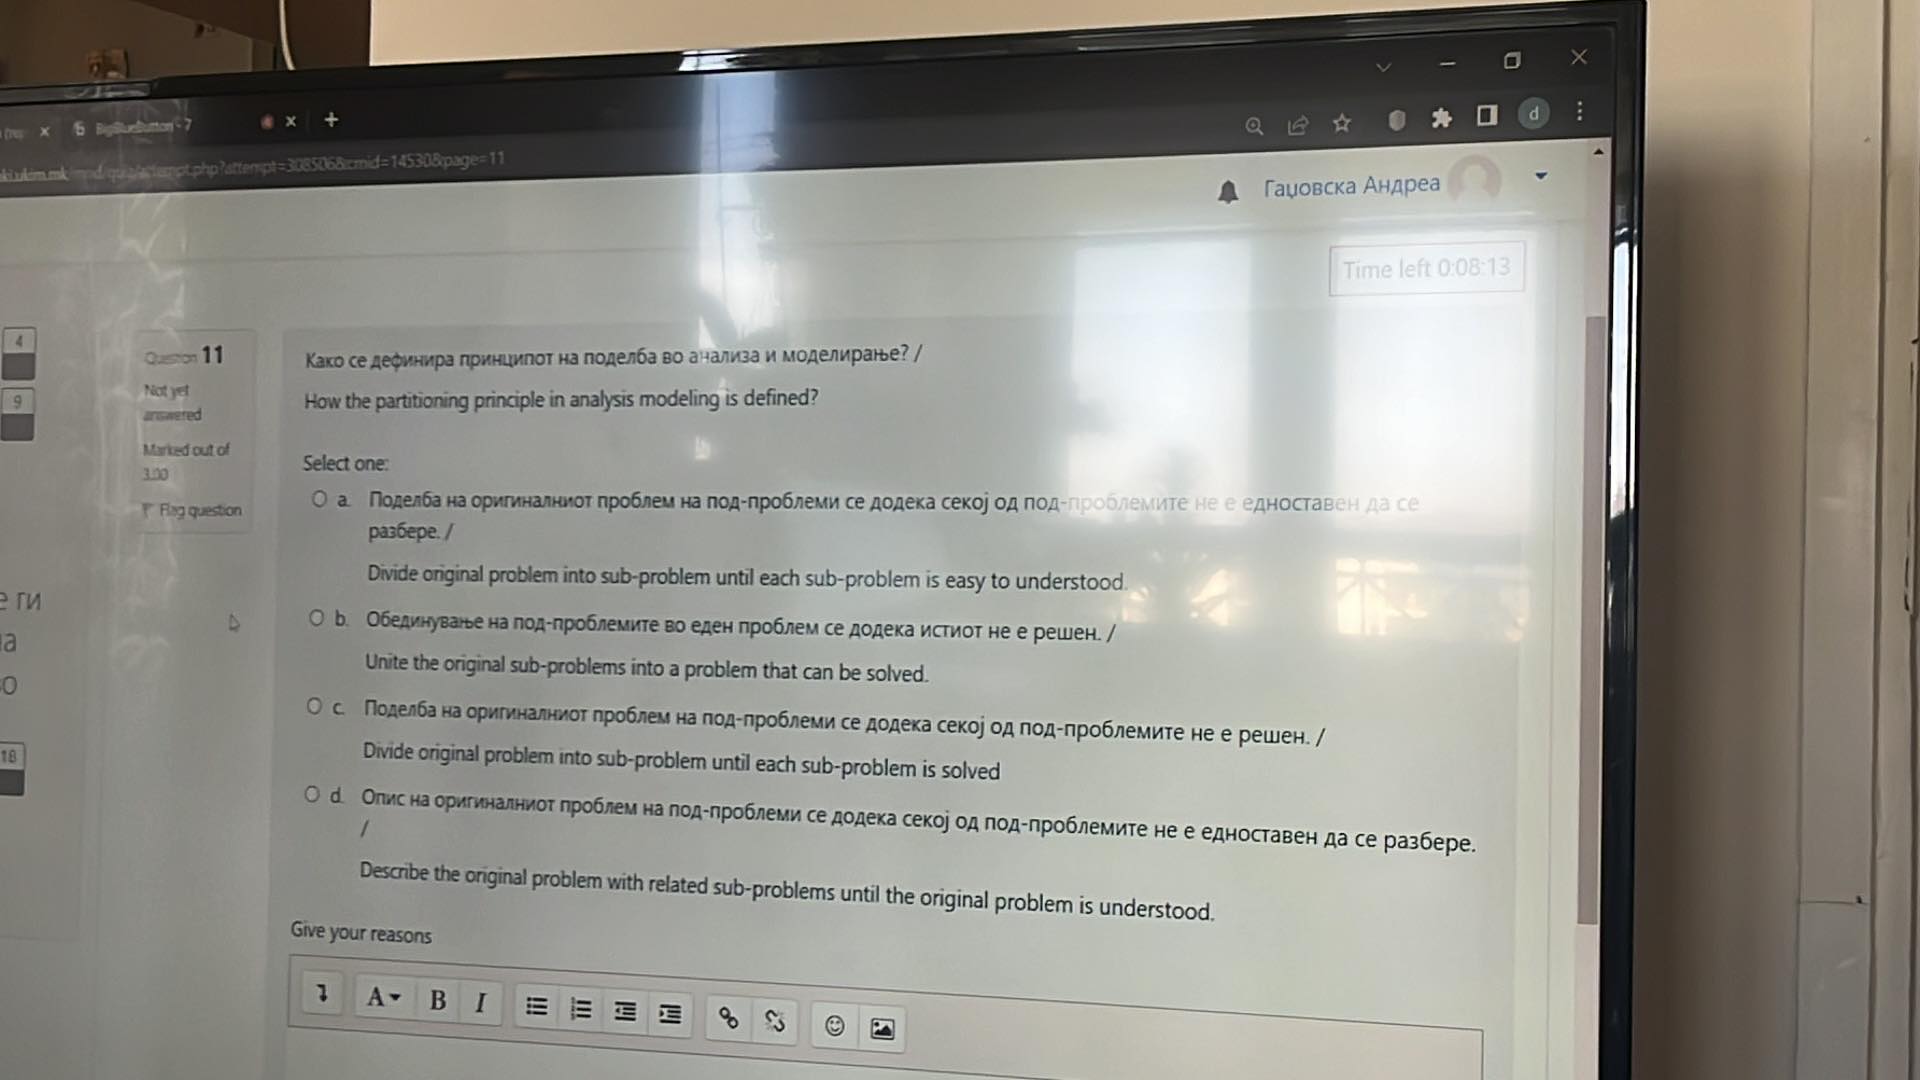 BigBlueButton - 7
ki.ukim.mk/mod/quiz/attempt.php?attempt=308506&cmid=14530&page=11
d
Гаџовска Андреа
Time left 0:08:13
4
9
е ги
18
Question 11
Not yet
answered
Marked out of
3.00
Flag question
Како се дефинира принципот на поделба во анализа и моделирање? /
How the partitioning principle in analysis modeling is defined?
Select one:
a. Поделба на оригиналниот проблем на под-проблеми се додека секој од под-проблемите не е едноставен да се
разбере. /
Divide original problem into sub-problem until each sub-problem is easy to understood.
b. Обединување на под-проблемите во еден проблем се додека истиот не е решен. /
Unite the original sub-problems into a problem that can be solved.
c. Поделба на оригиналниот проблем на под-проблеми се додека секој од под-проблемите не е решен. /
Divide original problem into sub-problem until each sub-problem is solved
d. Опис на оригиналниот проблем на под-проблеми се додека секој од под-проблемите не е едноставен да се разбере.
/
Describe the original problem with related sub-problems until the original problem is understood.
Give your reasons
A B I